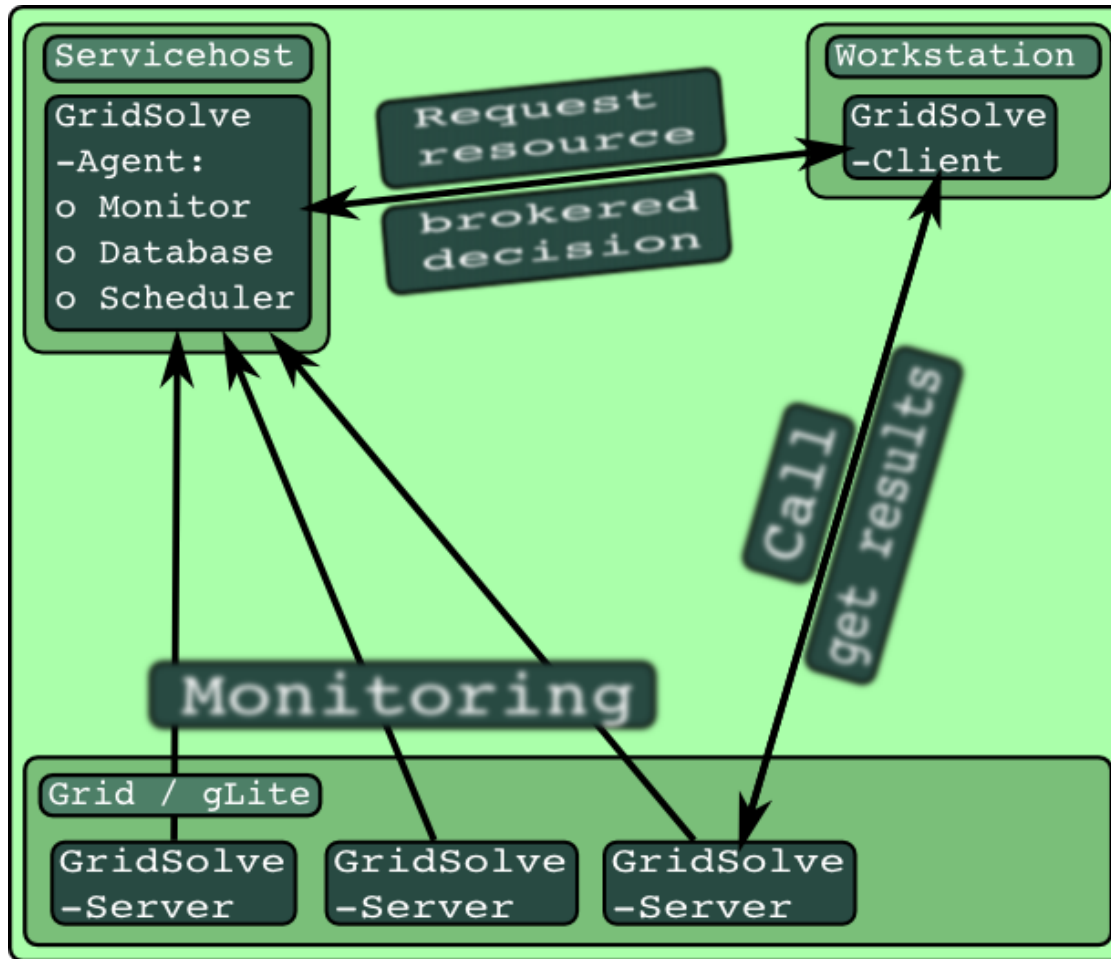 Servicehost
GridSolve
-Agent:
o Monitor
o Database
o Scheduler
Request
resource
brokered
decision
Workstation
GridSolve
-Client
Call
get results
Monitoring
Grid / gLite
GridSolve
-Server
GridSolve
-Server
GridSolve
-Server